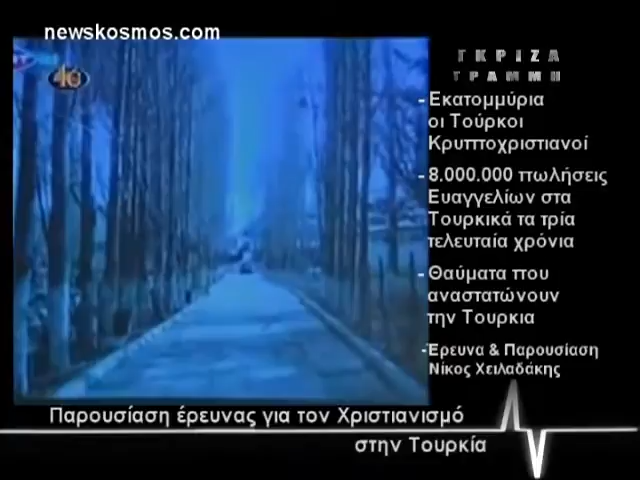 newskosmos.com
ΓΚΡΙΖΑ
ΓΡΑΜΜΗ
- Εκατομμύρια
οι Τούρκοι
Κρυπτοχριστιανοί
- 8.000.000 πωλήσεις
Ευαγγελίων στα
Τουρκικά τα τρία
τελευταία χρόνια
- Θαύματα που
αναστατώνουν
την Τουρκια
- Έρευνα & Παρουσίαση
Νίκος Χειλαδάκης
Παρουσίαση έρευνας για τον Χριστιανισμό
στην Τουρκία